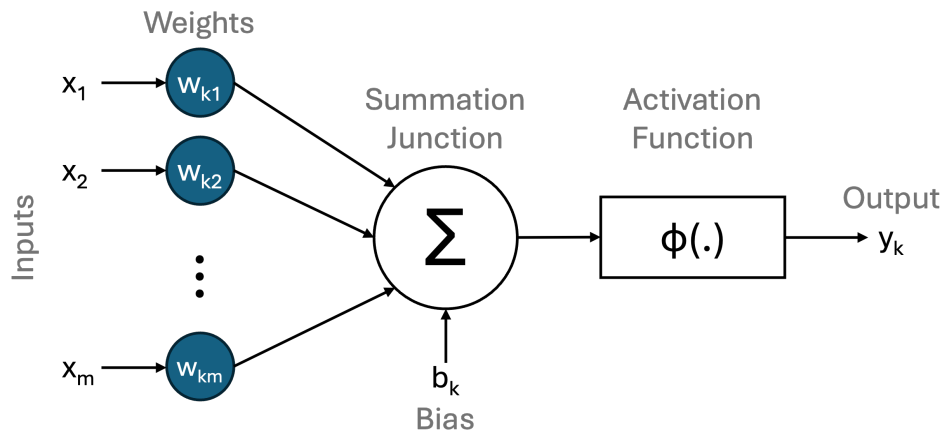 Weights
x₁
wₖ₁
Summation
Junction
Activation
Function
x₂
wₖ₂
Inputs
Σ
ϕ(.)
Output
yₖ
xₘ
wₖₘ
bₖ
Bias